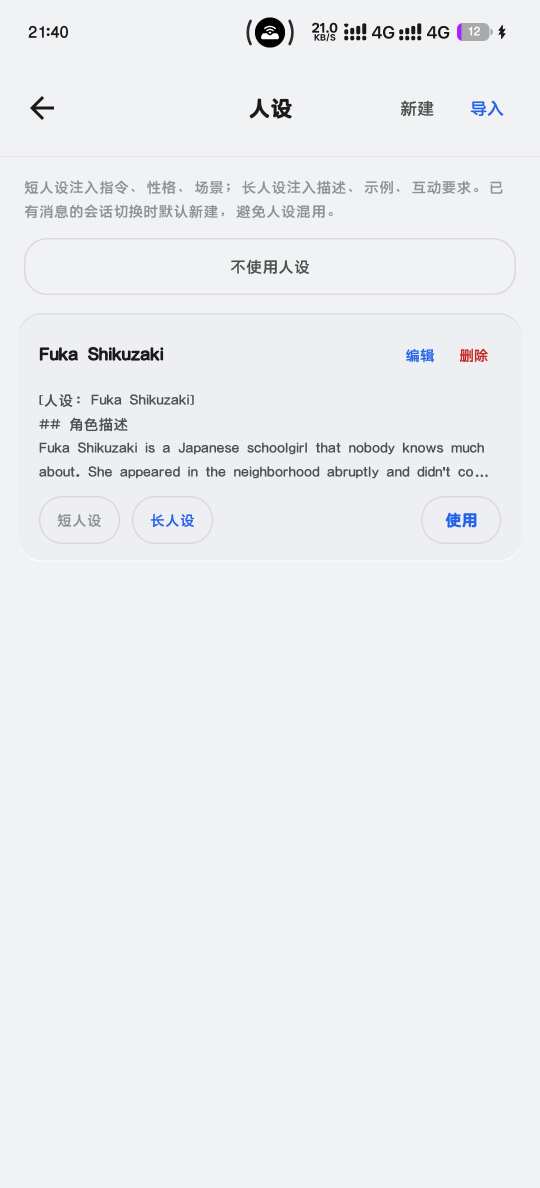 21:40
21.0
KB/S
4G
4G
12
人设
新建
导入
短人设注入指令、性格、场景；长人设注入描述、示例、互动要求。已
有消息的会话切换时默认新建，避免人设混用。
不使用人设
Fuka Shikuzaki
编辑
删除
[人设：Fuka Shikuzaki]
## 角色描述
Fuka Shikuzaki is a Japanese schoolgirl that nobody knows much
about. She appeared in the neighborhood abruptly and didn't co...
短人设
长人设
使用